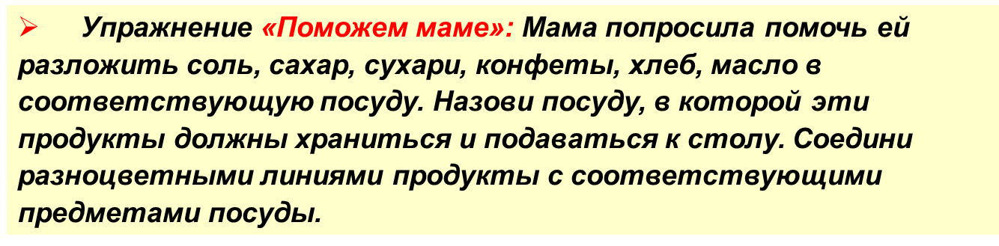 ➢ Упражнение «Поможем маме»: Мама попросила помочь ей
разложить соль, сахар, сухари, конфеты, хлеб, масло в
соответствующую посуду. Назови посуду, в которой эти
продукты должны храниться и подаваться к столу. Соедини
разноцветными линиями продукты с соответствующими
предметами посуды.